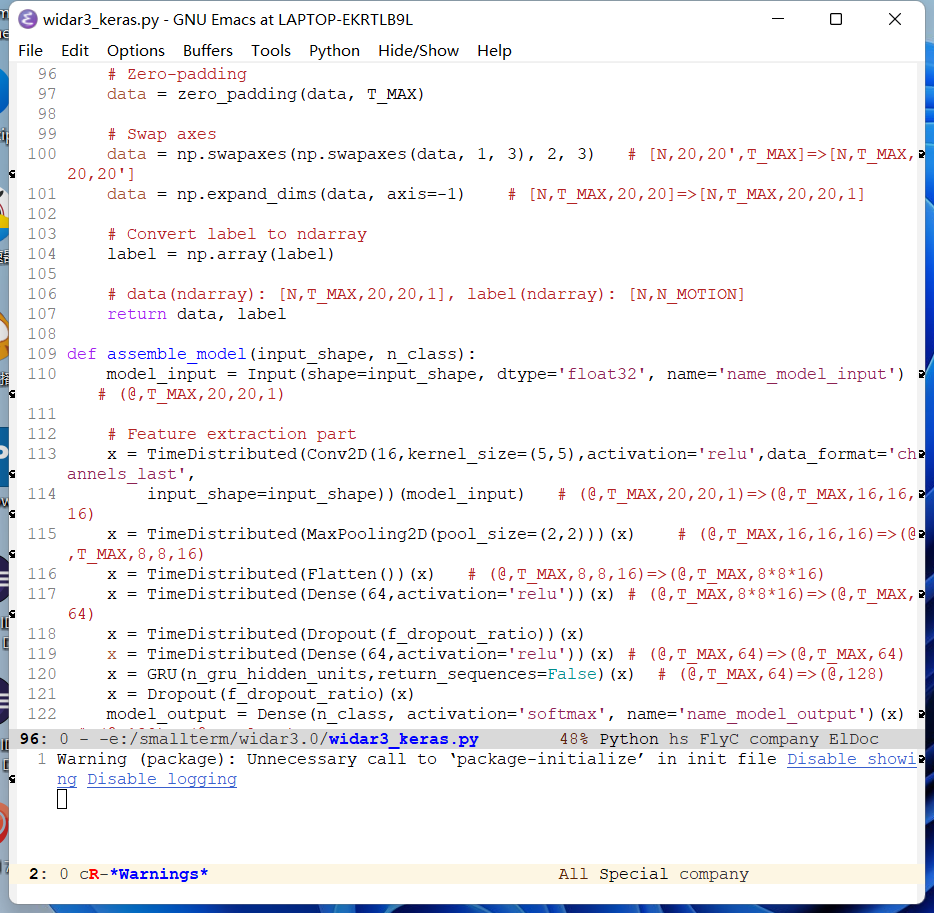 widar3_keras.py - GNU Emacs at LAPTOP-EKRTLB9L
File Edit Options Buffers Tools Python Hide/Show Help
96 # Zero-padding
97 data = zero_padding(data, T_MAX)
98
99 # Swap axes
100 data = np.swapaxes(np.swapaxes(data, 1, 3), 2, 3) # [N,20,20',T_MAX]=>[N,T_MAX,
20,20']
101 data = np.expand_dims(data, axis=-1) # [N,T_MAX,20,20]=>[N,T_MAX,20,20,1]
102
103 # Convert label to ndarray
104 label = np.array(label)
105
106 # data(ndarray): [N,T_MAX,20,20,1], label(ndarray): [N,N_MOTION]
107 return data, label
108
109 def assemble_model(input_shape, n_class):
110 model_input = Input(shape=input_shape, dtype='float32', name='name_model_input')
# (@,T_MAX,20,20,1)
111
112 # Feature extraction part
113 x = TimeDistributed(Conv2D(16,kernel_size=(5,5),activation='relu',data_format='ch
annels_last',
114 input_shape=input_shape))(model_input) # (@,T_MAX,20,20,1)=>(@,T_MAX,16,16,
16)
115 x = TimeDistributed(MaxPooling2D(pool_size=(2,2)))(x) # (@,T_MAX,16,16,16)=>(@
,T_MAX,8,8,16)
116 x = TimeDistributed(Flatten())(x) # (@,T_MAX,8,8,16)=>(@,T_MAX,8*8*16)
117 x = TimeDistributed(Dense(64,activation='relu'))(x) # (@,T_MAX,8*8*16)=>(@,T_MAX,
64)
118 x = TimeDistributed(Dropout(f_dropout_ratio))(x)
119 x = TimeDistributed(Dense(64,activation='relu'))(x) # (@,T_MAX,64)=>(@,T_MAX,64)
120 x = GRU(n_gru_hidden_units,return_sequences=False)(x) # (@,T_MAX,64)=>(@,128)
121 x = Dropout(f_dropout_ratio)(x)
122 model_output = Dense(n_class, activation='softmax', name='name_model_output')(x)
96: 0 - -e:/smallterm/widar3.0/widar3_keras.py 48% Python hs FlyC company ElDoc
1 Warning (package): Unnecessary call to ‘package-initialize’ in init file Disable showi
ng Disable logging
2: 0 cR-*Warnings* All Special company